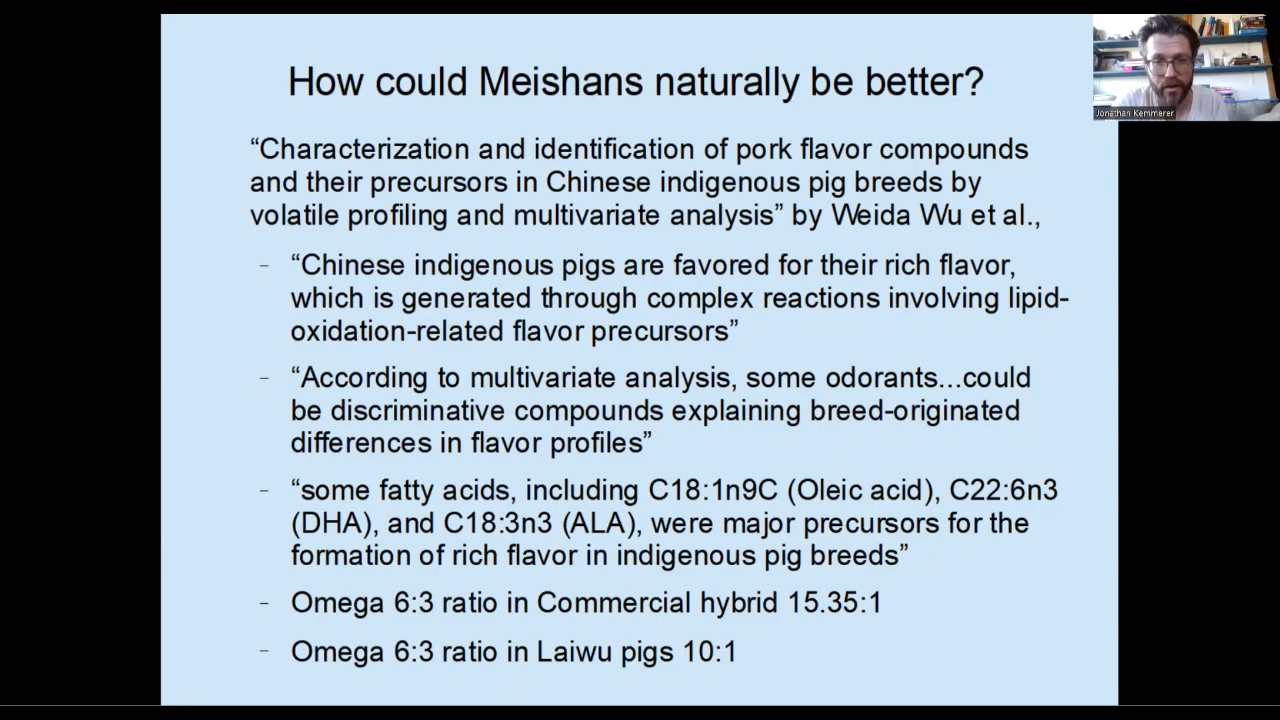 How could Meishans naturally be better?
Jonathan Kemmerer
“Characterization and identification of pork flavor compounds
and their precursors in Chinese indigenous pig breeds by
volatile profiling and multivariate analysis” by Weida Wu et al.,
– “Chinese indigenous pigs are favored for their rich flavor,
which is generated through complex reactions involving lipid-
oxidation-related flavor precursors”
– “According to multivariate analysis, some odorants...could
be discriminative compounds explaining breed-originated
differences in flavor profiles”
– “some fatty acids, including C18:1n9C (Oleic acid), C22:6n3
(DHA), and C18:3n3 (ALA), were major precursors for the
formation of rich flavor in indigenous pig breeds”
– Omega 6:3 ratio in Commercial hybrid 15.35:1
– Omega 6:3 ratio in Laiwu pigs 10:1